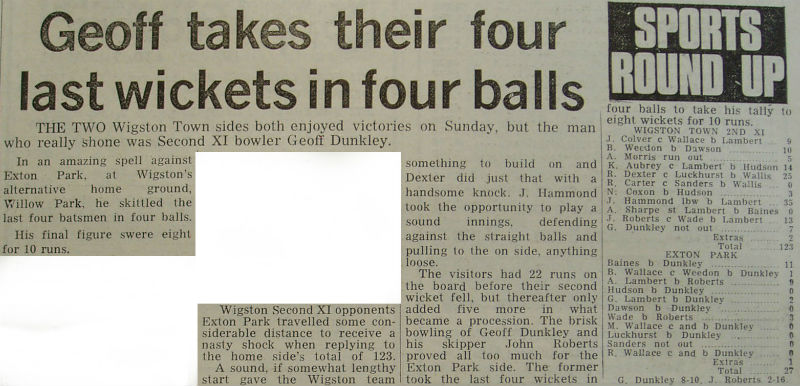 Geoff takes their four
last wickets in four balls
THE TWO Wigston Town sides both enjoyed victories on Sunday, but the man
who really shone was Second XI bowler Geoff Dunkley.
In an amazing spell against
Exton Park, at Wigston's
alternative home ground,
Willow Park, he skittled the
last four batsmen in four balls.
His final figure swere eight
for 10 runs.
Wigston Second XI opponents
Exton Park travelled some con-
siderable distance to receive a
nasty shock when replying to
the home side's total of 123.
A sound, if somewhat lengthy
start gave the Wigston team
something to build on and
Dexter did just that with a
handsome knock. J. Hammond
took the opportunity to play a
sound innings, defending
against the straight balls and
pulling to the on side, anything
loose.
The visitors had 22 runs on
the board before their second
wicket fell, but thereafter only
added five more in what
became a procession. The brisk
bowling of Geoff Dunkley and
his skipper John Roberts
proved all too much for the
Exton Park side. The former
took the last four wickets in
SPORTS
ROUND UP
four balls to take his tally to
eight wickets for 10 runs.
WIGSTON TOWN 2ND XI
J. Colver c Wallace b Lambert 9
B. Weedon b Dawson 10
A. Morris run out 5
K. Aubrey c Lambert b Hudson 14
R. Dexter c Luckhurst b Wallis 25
R. Carter c Sanders b Wallis 0
N. Coxon b Hudson 3
J. Hammond lbw b Lambert 35
A. Sharpe st Lambert b Baines 0
J. Roberts c Wade b Lambert 13
G. Dunkley not out 7
Extras 2
Total 123
EXTON PARK
Baines b Dunkley 11
B. Wallace c Weedon b Dunkley 1
A. Lambert b Roberts 9
Hudson b Dunkley 0
G. Lambert b Dunkley 2
Dawson b Dunkley 0
Wade b Roberts 3
M. Wallace c and b Dunkley 0
Luckhurst b Dunkley 0
Sanders not out 0
R. Wallace c and b Dunkley 0
Extras 1
Total 27
G. Dunkley 8-10, J. Roberts 2-16.